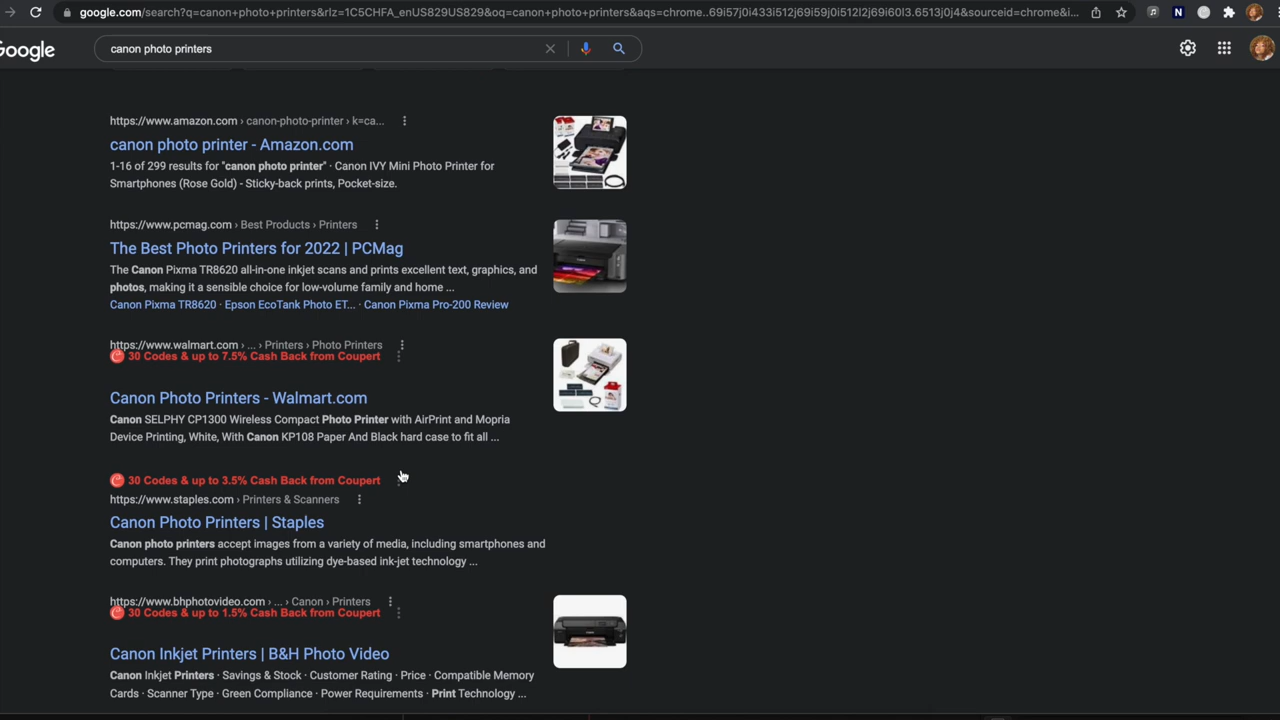 google.com/search?q=canon+photo+printers&rlz=1C5CHFA_enUS829US829&oq=canon+photo+printers&aqs=chrome..69i57j0i433i512j69i59j0i512l2j69i60l3.6513j0j4&sourceid=chrome&i...
Google
canon photo printers
https://www.amazon.com › canon-photo-printer › k=ca...
canon photo printer - Amazon.com
1-16 of 299 results for "canon photo printer" · Canon IVY Mini Photo Printer for
Smartphones (Rose Gold) - Sticky-back prints, Pocket-size.
https://www.pcmag.com › Best Products › Printers
The Best Photo Printers for 2022 | PCMag
The Canon Pixma TR8620 all-in-one inkjet scans and prints excellent text, graphics, and
photos, making it a sensible choice for low-volume family and home ...
Canon Pixma TR8620 · Epson EcoTank Photo ET... · Canon Pixma Pro-200 Review
https://www.walmart.com › ... › Printers › Photo Printers
30 Codes & up to 7.5% Cash Back from Coupert
Canon Photo Printers - Walmart.com
Canon SELPHY CP1300 Wireless Compact Photo Printer with AirPrint and Mopria
Device Printing, White, With Canon KP108 Paper And Black hard case to fit all ...
30 Codes & up to 3.5% Cash Back from Coupert
https://www.staples.com › Printers & Scanners
Canon Photo Printers | Staples
Canon photo printers accept images from a variety of media, including smartphones and
computers. They print photographs utilizing dye-based ink-jet technology ...
https://www.bhphotovideo.com › ... › Canon › Printers
30 Codes & up to 1.5% Cash Back from Coupert
Canon Inkjet Printers | B&H Photo Video
Canon Inkjet Printers · Savings & Stock · Customer Rating · Price · Compatible Memory
Cards · Scanner Type · Green Compliance · Power Requirements · Print Technology ...